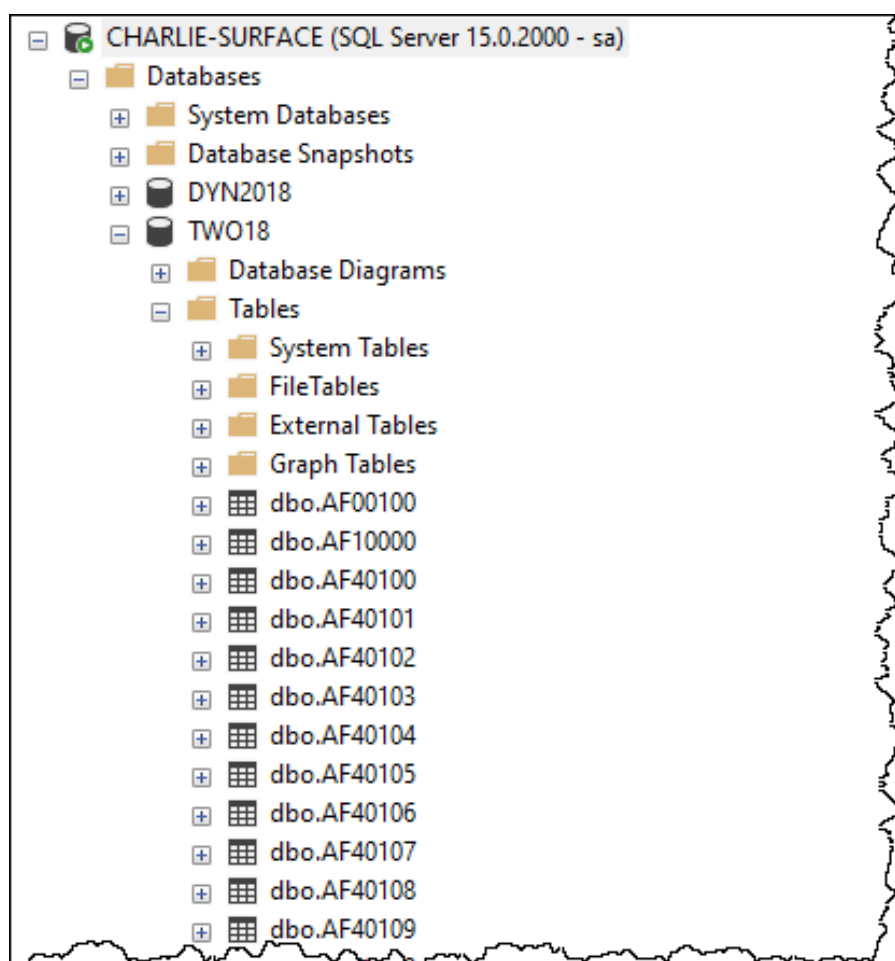 CHARLIE-SURFACE (SQL Server 15.0.2000 - sa)
Databases
System Databases
Database Snapshots
DYN2018
TWO18
Database Diagrams
Tables
System Tables
FileTables
External Tables
Graph Tables
dbo.AF00100
dbo.AF10000
dbo.AF40100
dbo.AF40101
dbo.AF40102
dbo.AF40103
dbo.AF40104
dbo.AF40105
dbo.AF40106
dbo.AF40107
dbo.AF40108
dbo.AF40109